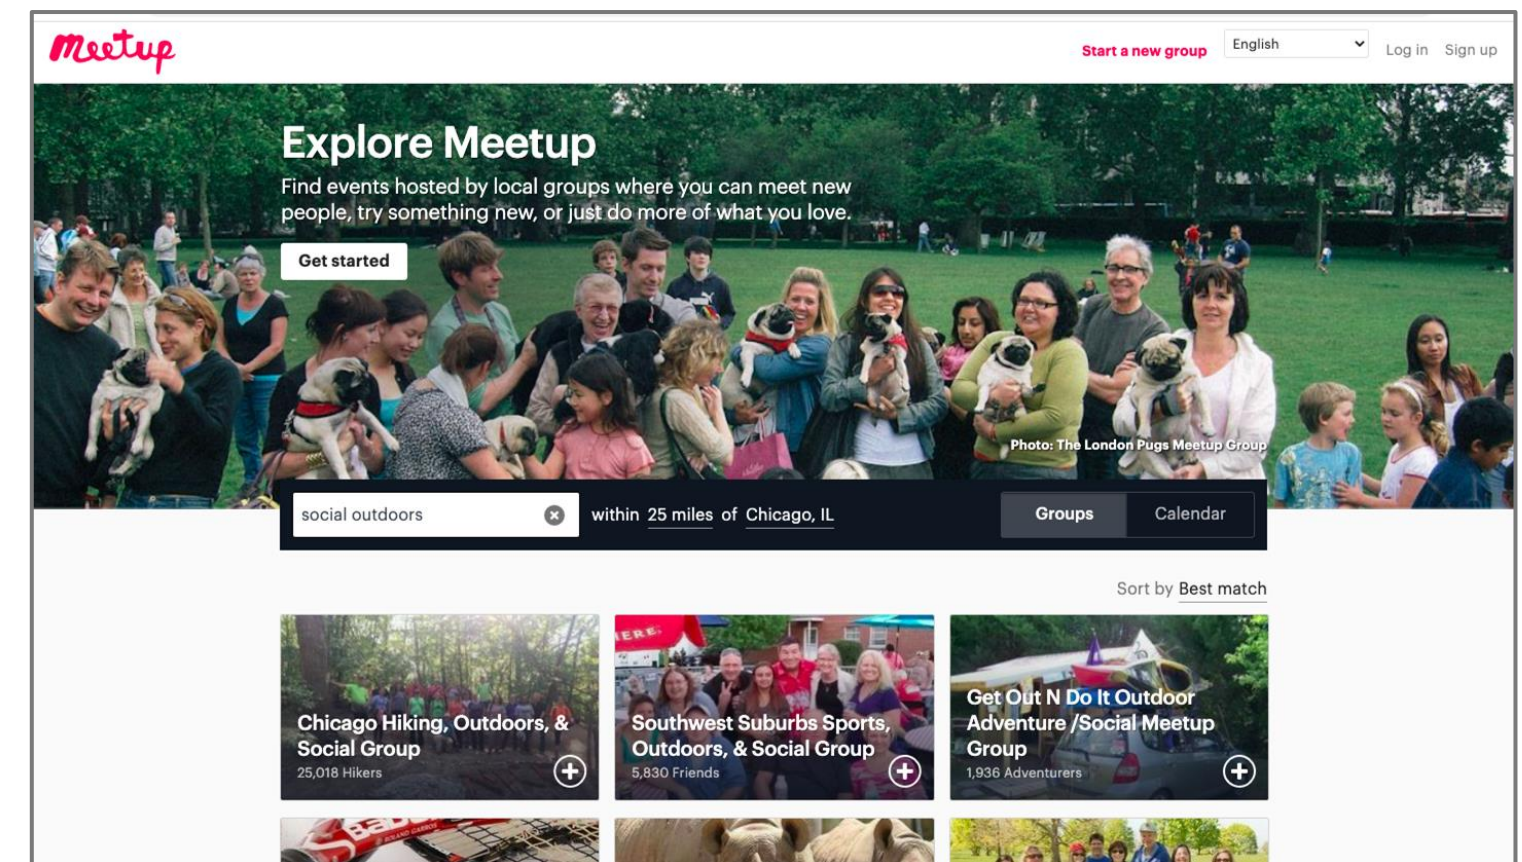 meetup
Start a new group
English
Log in
Sign up
Explore Meetup
Find events hosted by local groups where you can meet new
people, try something new, or just do more of what you love.
Get started
Photo: The London Pugs Meetup Group
social outdoors
within 25 miles of Chicago, IL
Groups
Calendar
Sort by Best match
Chicago Hiking, Outdoors, &
Social Group
25,018 Hikers
Southwest Suburbs Sports,
Outdoors, & Social Group
5,830 Friends
Get Out N Do It Outdoor
Adventure /Social Meetup
Group
1,936 Adventurers
ROLAND GARROS